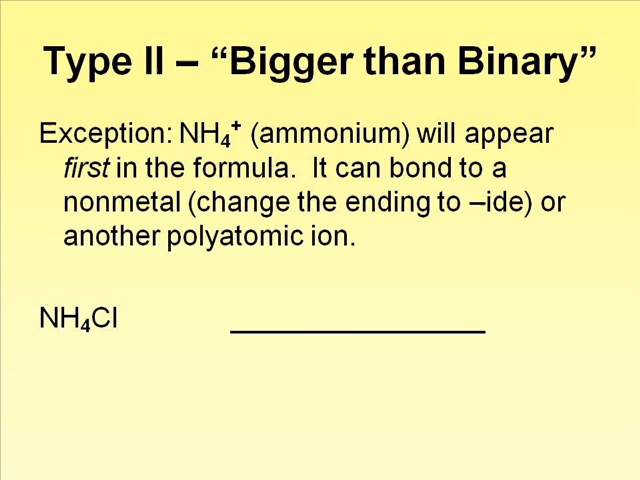 Type II – “Bigger than Binary”
Exception: NH₄⁺ (ammonium) will appear
first in the formula.  It can bond to a
nonmetal (change the ending to –ide) or
another polyatomic ion.
NH₄Cl ________________